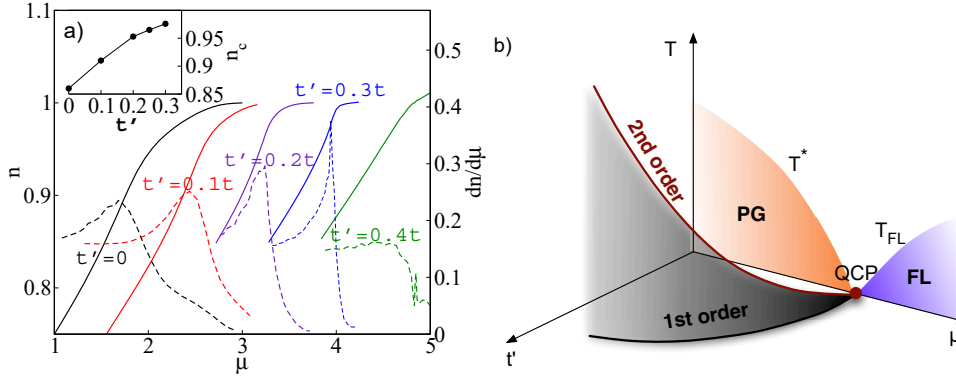 a)
1.1
1
0.9
0.8
n
1
2
3
4
5
μ
0
0.1
0.2
0.3
0.4
0.5
dn/dμ
0.95
0.9
0.85
n_c
0 0.1 0.2 0.3
t'
t'=0
t'=0.1t
t'=0.2t
t'=0.3t
t'=0.4t
b)
T
2nd order
T*
PG
T_FL
QCP
FL
1st order
t'
μ